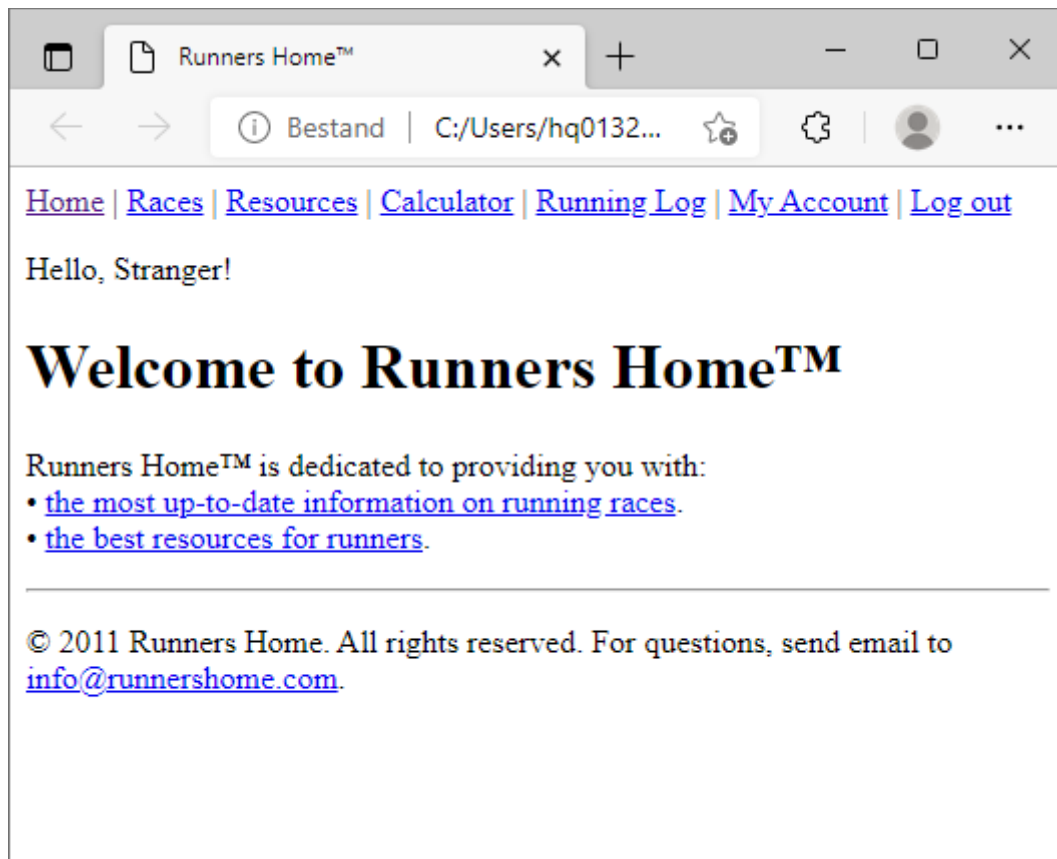 Runners Home™
Bestand | C:/Users/hq0132...
Home | Races | Resources | Calculator | Running Log | My Account | Log out
Hello, Stranger!
Welcome to Runners Home™
Runners Home™ is dedicated to providing you with:
• the most up-to-date information on running races.
• the best resources for runners.
© 2011 Runners Home. All rights reserved. For questions, send email to
info@runnershome.com.